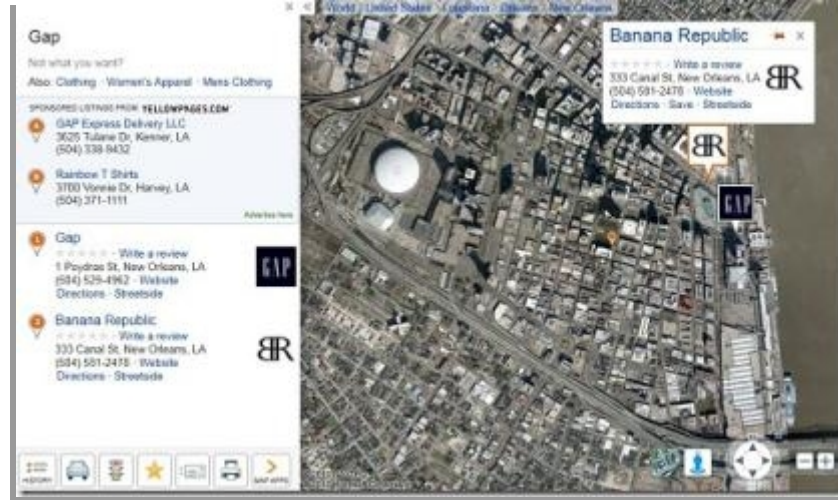 World · United States · Louisiana · Orleans · New Orleans
Gap
Not what you want?
Also: Clothing · Women's Apparel · Mens Clothing
SPONSORED LISTINGS FROM YELLOWPAGES.COM
GAP Express Delivery LLC
3625 Tulane Dr, Kenner, LA
(504) 338-9432
Rainbow T Shirts
3700 Vonnie Dr, Harvey, LA
(504) 371-1111
Advertise here
1
Gap
Write a review
1 Poydras St, New Orleans, LA
(504) 529-4962 · Website
Directions · Streetside
GAP
2
Banana Republic
Write a review
333 Canal St, New Orleans, LA
(504) 581-2478 · Website
Directions · Streetside
BR
HISTORY
MAP APPS
Banana Republic
Write a review
333 Canal St, New Orleans, LA
(504) 581-2478 · Website
Directions · Save · Streetside
BR
BR
GAP